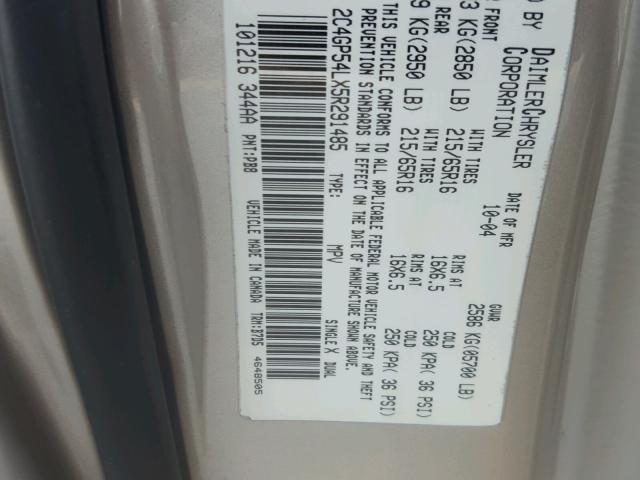 D BY DAIMLERCHRYSLER CORPORATION
DATE OF MFR 10-04
GVWR 2586 KG(05700 LB)
FRONT
3 KG(2850 LB)
WITH TIRES 215/65R16
RIMS AT 16X6.5
COLD 250 KPA( 36 PSI)
REAR
9 KG(2950 LB)
WITH TIRES 215/65R16
RIMS AT 16X6.5
COLD 250 KPA( 36 PSI)
THIS VEHICLE CONFORMS TO ALL APPLICABLE FEDERAL MOTOR VEHICLE SAFETY AND THEFT
PREVENTION STANDARDS IN EFFECT ON THE DATE OF MANUFACTURE SHOWN ABOVE.
2C4GP54LX5R291485 TYPE: MPV SINGLE X DUAL
101216 344AA PNT:PB8 VEHICLE MADE IN CANADA TRM:B7D5 4648505